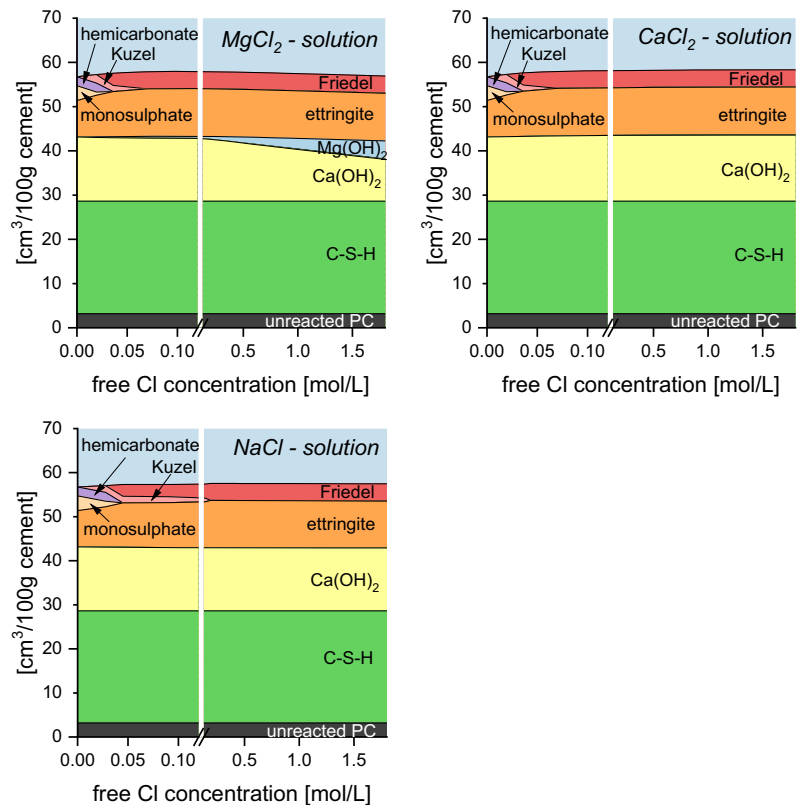 MgCl2 - solution
hemicarbonate
Kuzel
monosulphate
Friedel
ettringite
Mg(OH)2
Ca(OH)2
C-S-H
unreacted PC
[cm3/100g cement]
70
60
50
40
30
20
10
0
0.00 0.05 0.10 0.5 1.0 1.5
free Cl concentration [mol/L]
CaCl2 - solution
hemicarbonate
Kuzel
monosulphate
Friedel
ettringite
Ca(OH)2
C-S-H
unreacted PC
[cm3/100g cement]
70
60
50
40
30
20
10
0
0.00 0.05 0.10 0.5 1.0 1.5
free Cl concentration [mol/L]
NaCl - solution
hemicarbonate
Kuzel
monosulphate
Friedel
ettringite
Ca(OH)2
C-S-H
unreacted PC
[cm3/100g cement]
70
60
50
40
30
20
10
0
0.00 0.05 0.10 0.5 1.0 1.5
free Cl concentration [mol/L]